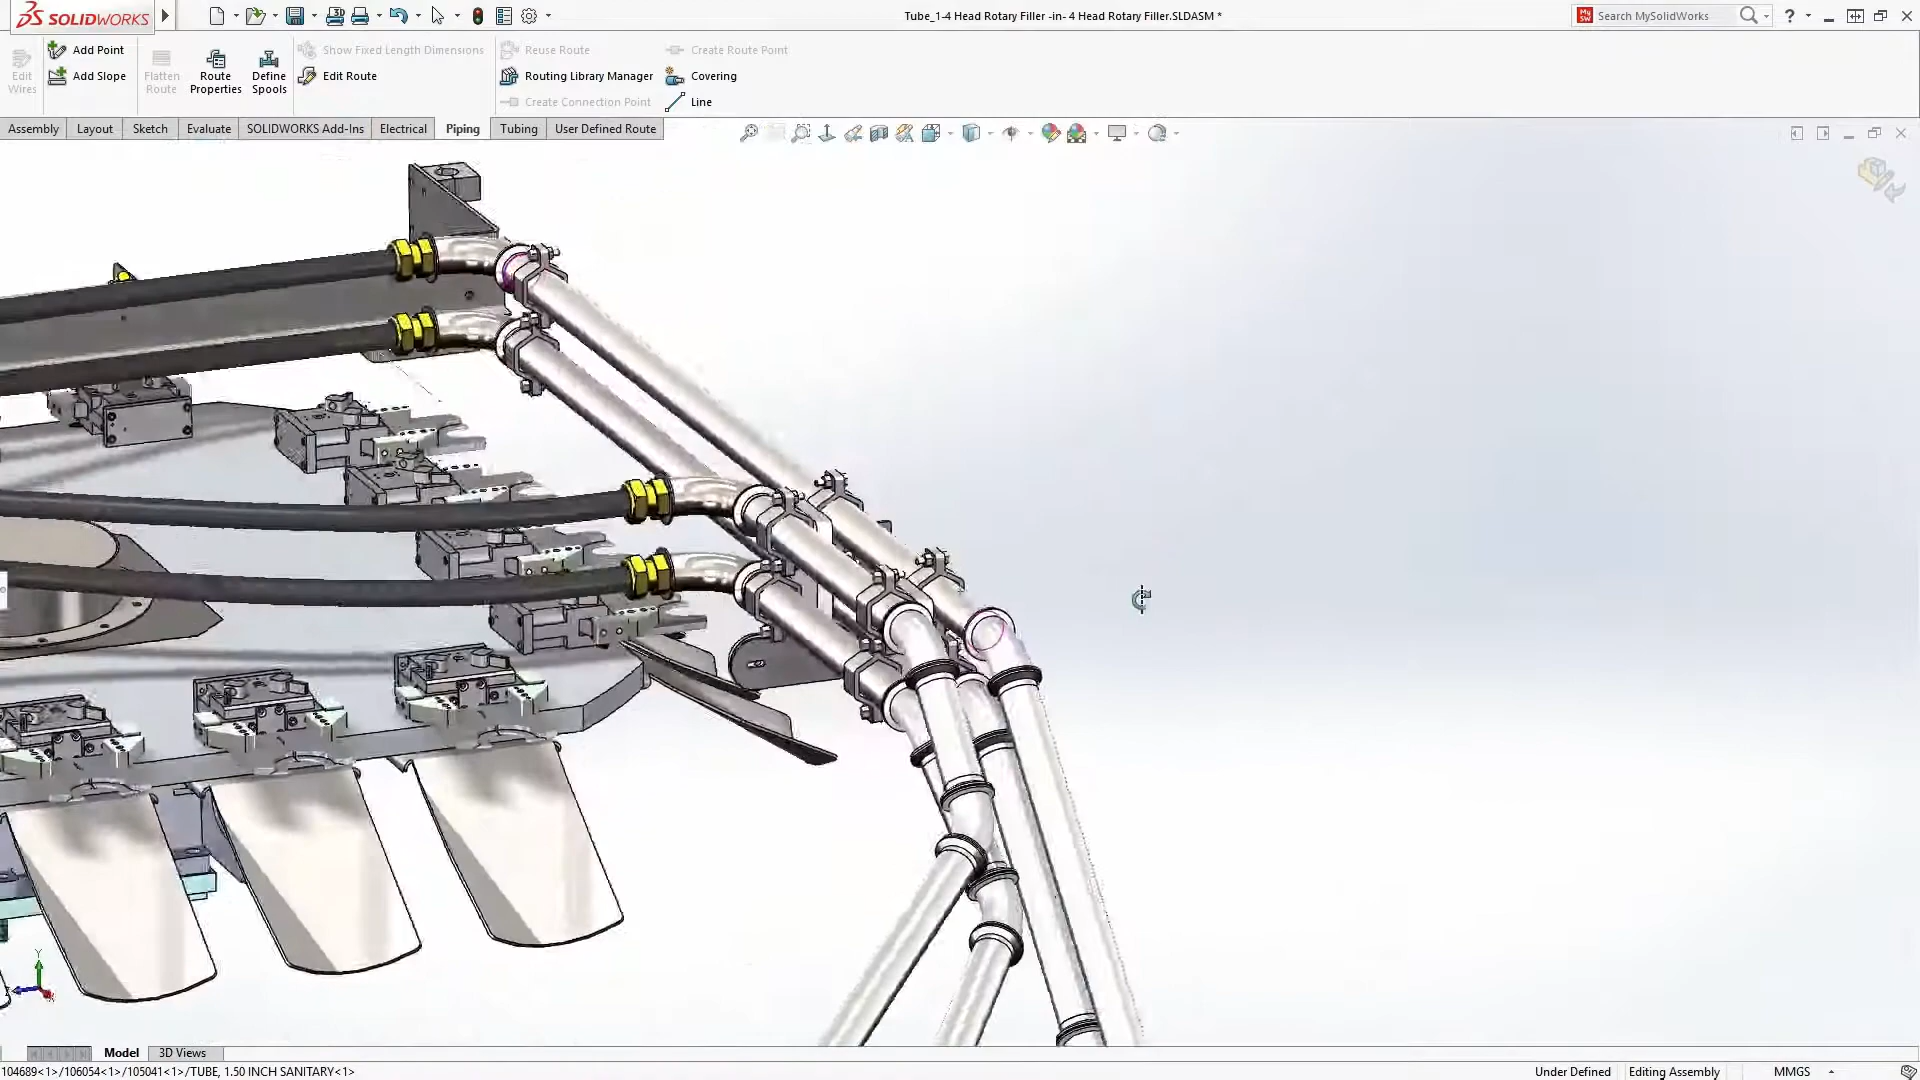 SOLIDWORKS
Tube_1-4 Head Rotary Filler -in- 4 Head Rotary Filler.SLDASM *
Search MySolidWorks
Edit Wires
Add Point
Add Slope
Flatten Route
Route Properties
Define Spools
Show Fixed Length Dimensions
Edit Route
Reuse Route
Routing Library Manager
Create Connection Point
Create Route Point
Covering
Line
Assembly
Layout
Sketch
Evaluate
SOLIDWORKS Add-Ins
Electrical
Piping
Tubing
User Defined Route
Model
3D Views
104689<1>/106054<1>/105041<1>/TUBE, 1.50 INCH SANITARY<1>
Under Defined
Editing Assembly
MMGS